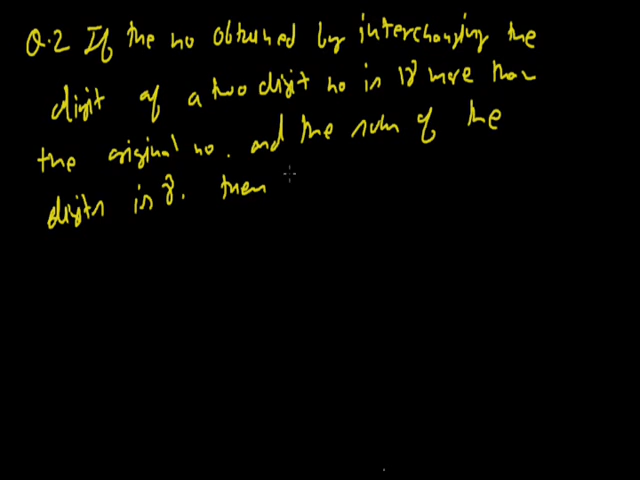 Q.2 If the no obtained by interchanging the
digit of a two digit no is 18 more than
the original no. and the sum of the
digits is 8. then